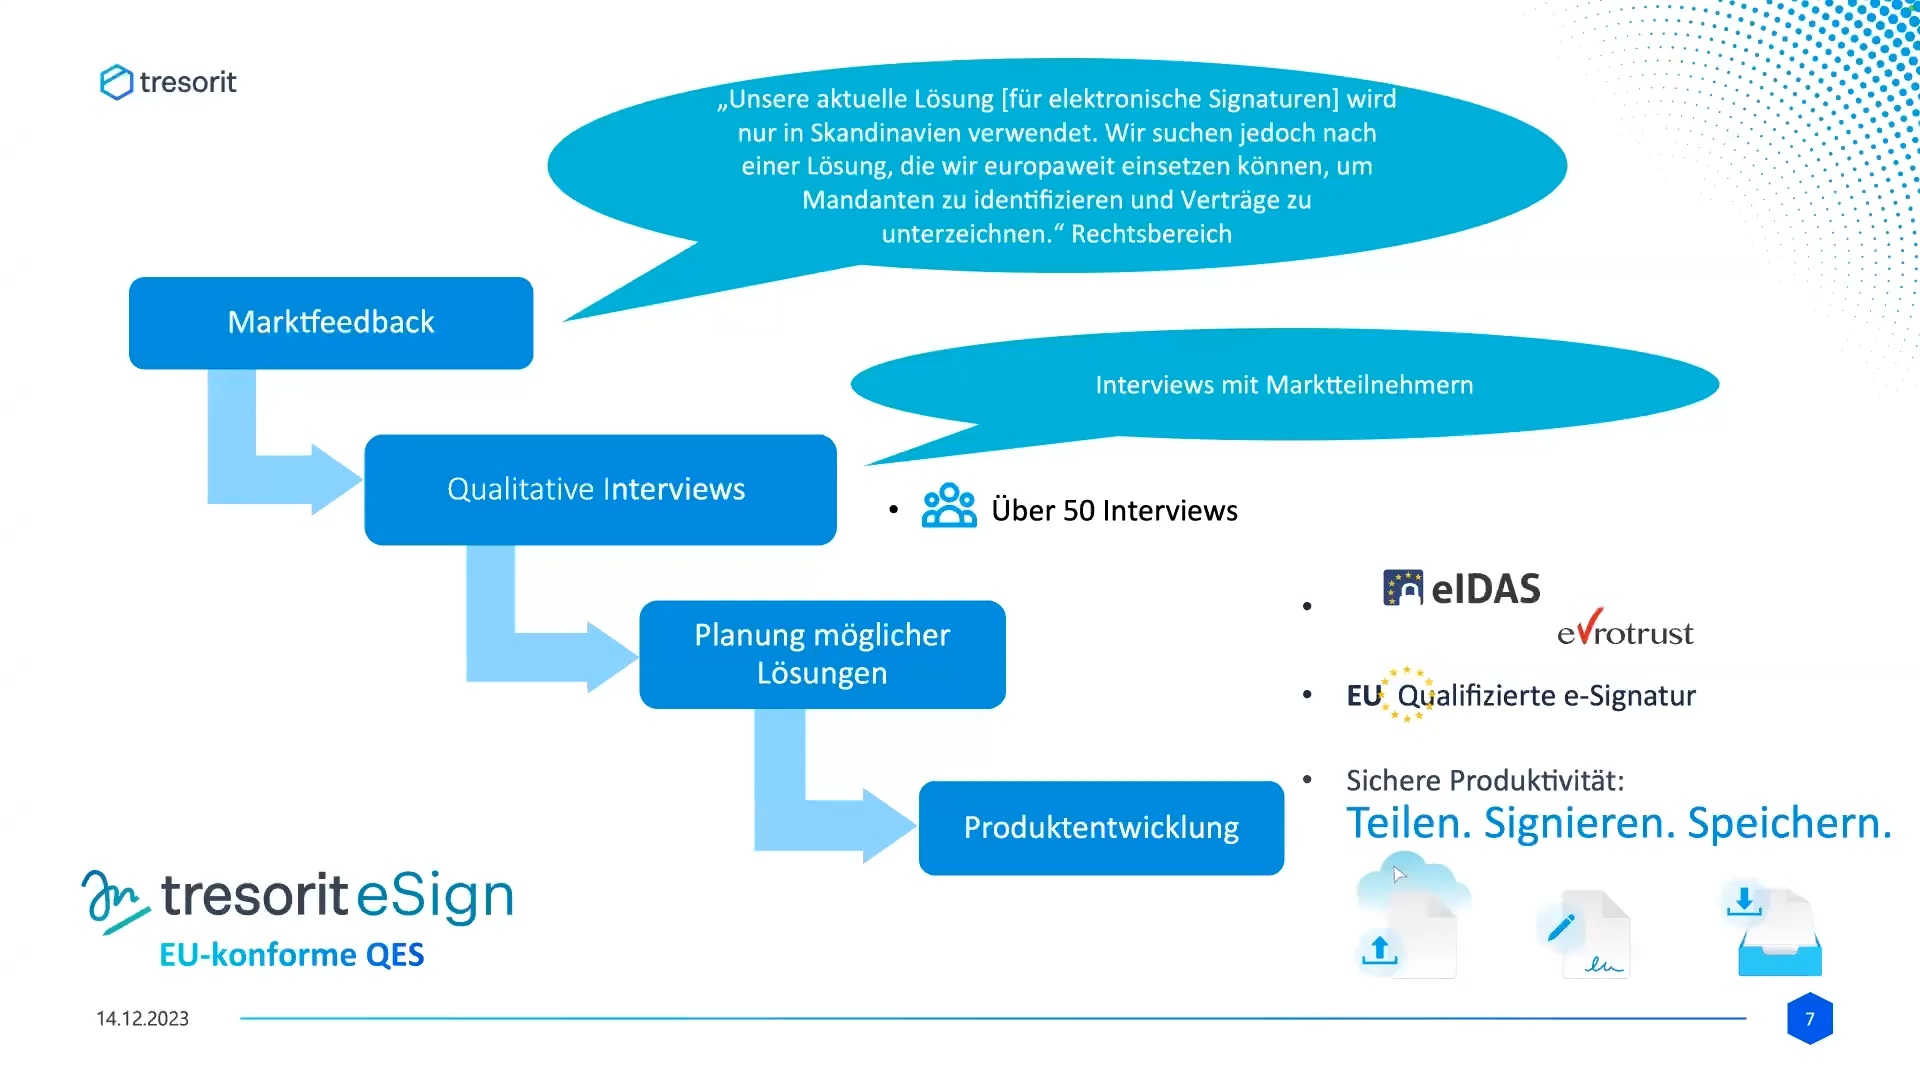 tresorit
„Unsere aktuelle Lösung [für elektronische Signaturen] wird
nur in Skandinavien verwendet. Wir suchen jedoch nach
einer Lösung, die wir europaweit einsetzen können, um
Mandanten zu identifizieren und Verträge zu
unterzeichnen.“ Rechtsbereich
Marktfeedback
Interviews mit Marktteilnehmern
Qualitative Interviews
• Über 50 Interviews
Planung möglicher
Lösungen
• eIDAS
evrotrust
• EU Qualifizierte e-Signatur
Produktentwicklung
• Sichere Produktivität:
Teilen. Signieren. Speichern.
tresorit eSign
EU-konforme QES
14.12.2023
7